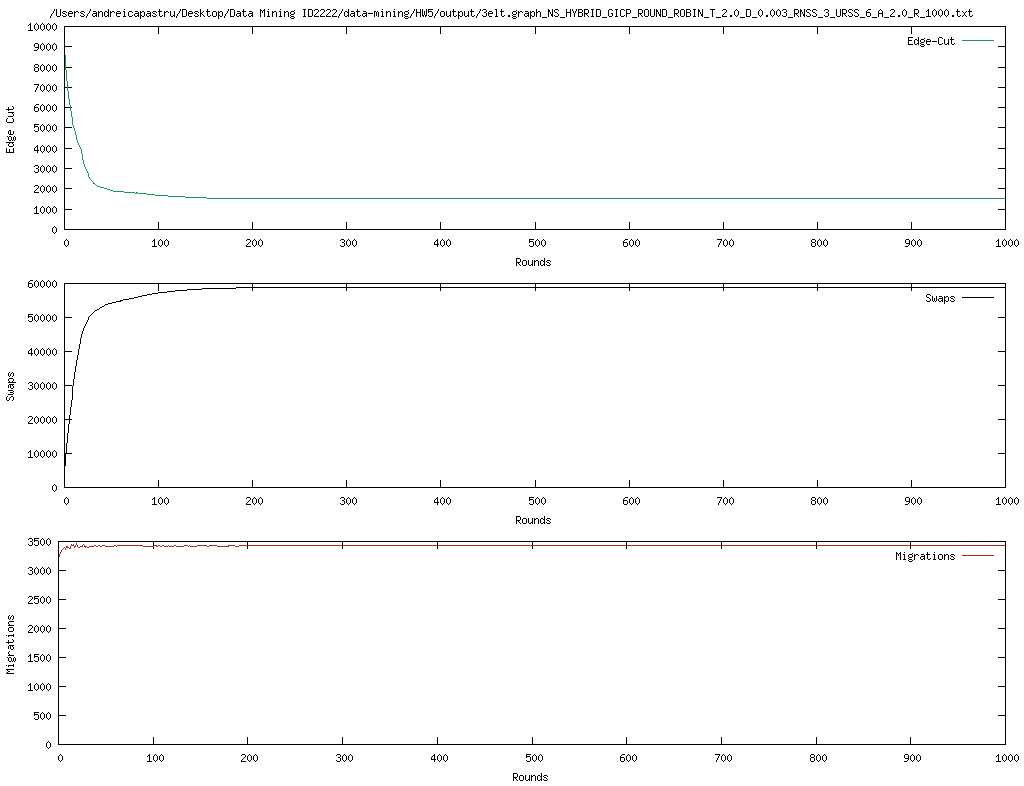 /Users/andreicapastru/Desktop/Data Mining ID2222/data-mining/HW5/output/3elt.graph_NS_HYBRID_GICP_ROUND_ROBIN_T_2.0_D_0.003_RNSS_3_URSS_6_A_2.0_R_1000.txt
10000
9000
8000
7000
6000
5000
4000
3000
2000
1000
0
Edge Cut
Edge-Cut
0 100 200 300 400 500 600 700 800 900 1000
Rounds
60000
50000
40000
30000
20000
10000
0
Swaps
Swaps
0 100 200 300 400 500 600 700 800 900 1000
Rounds
3500
3000
2500
2000
1500
1000
500
0
Migrations
Migrations
0 100 200 300 400 500 600 700 800 900 1000
Rounds